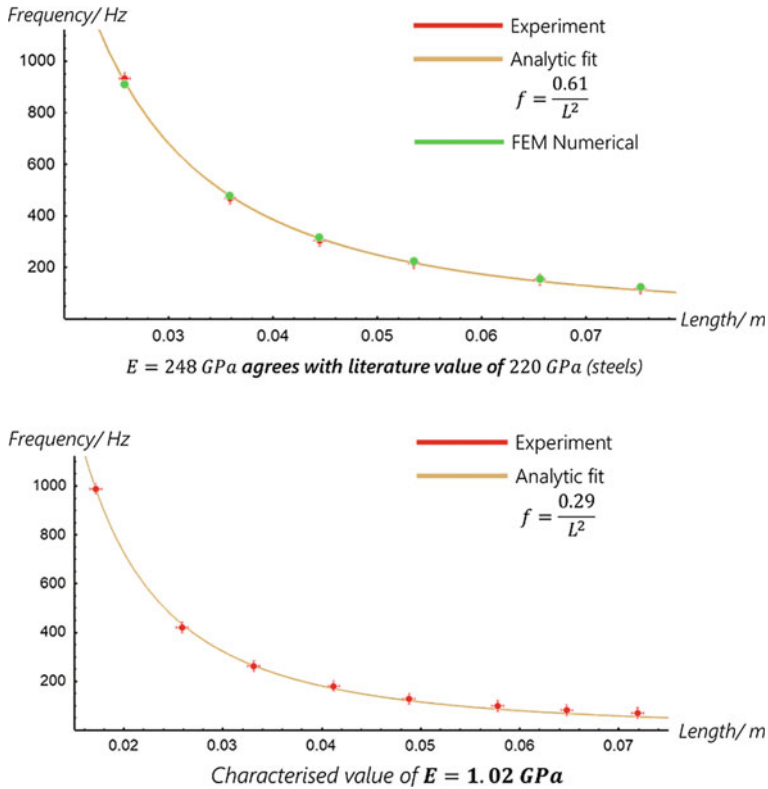 Frequency/ Hz
Experiment
Analytic fit
f = 0.61 / L²
FEM Numerical
1000
800
600
400
200
0.03 0.04 0.05 0.06 0.07
Length/ m
E = 248 GPa agrees with literature value of 220 GPa (steels)
Frequency/ Hz
Experiment
Analytic fit
f = 0.29 / L²
1000
800
600
400
200
0.02 0.03 0.04 0.05 0.06 0.07
Length/ m
Characterised value of E = 1.02 GPa